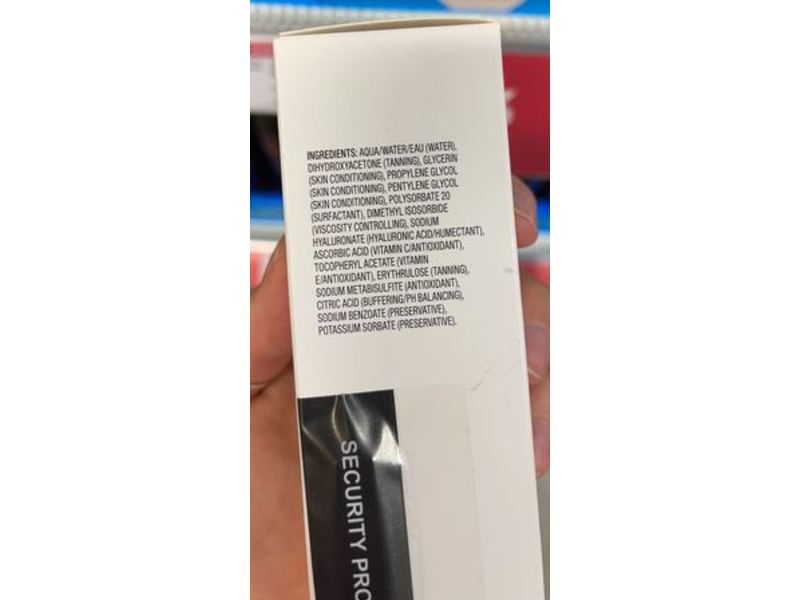 INGREDIENTS: AQUA/WATER/EAU (WATER),
DIHYDROXYACETONE (TANNING), GLYCERIN
(SKIN CONDITIONING), PROPYLENE GLYCOL
(SKIN CONDITIONING), PENTYLENE GLYCOL
(SKIN CONDITIONING), POLYSORBATE 20
(SURFACTANT), DIMETHYL ISOSORBIDE
(VISCOSITY CONTROLLING), SODIUM
HYALURONATE (HYALURONIC ACID/HUMECTANT),
ASCORBIC ACID (VITAMIN C/ANTIOXIDANT),
TOCOPHERYL ACETATE (VITAMIN
E/ANTIOXIDANT), ERYTHRULOSE (TANNING),
SODIUM METABISULFITE (ANTIOXIDANT),
CITRIC ACID (BUFFERING/PH BALANCING),
SODIUM BENZOATE (PRESERVATIVE),
POTASSIUM SORBATE (PRESERVATIVE).
SECURITY PRO